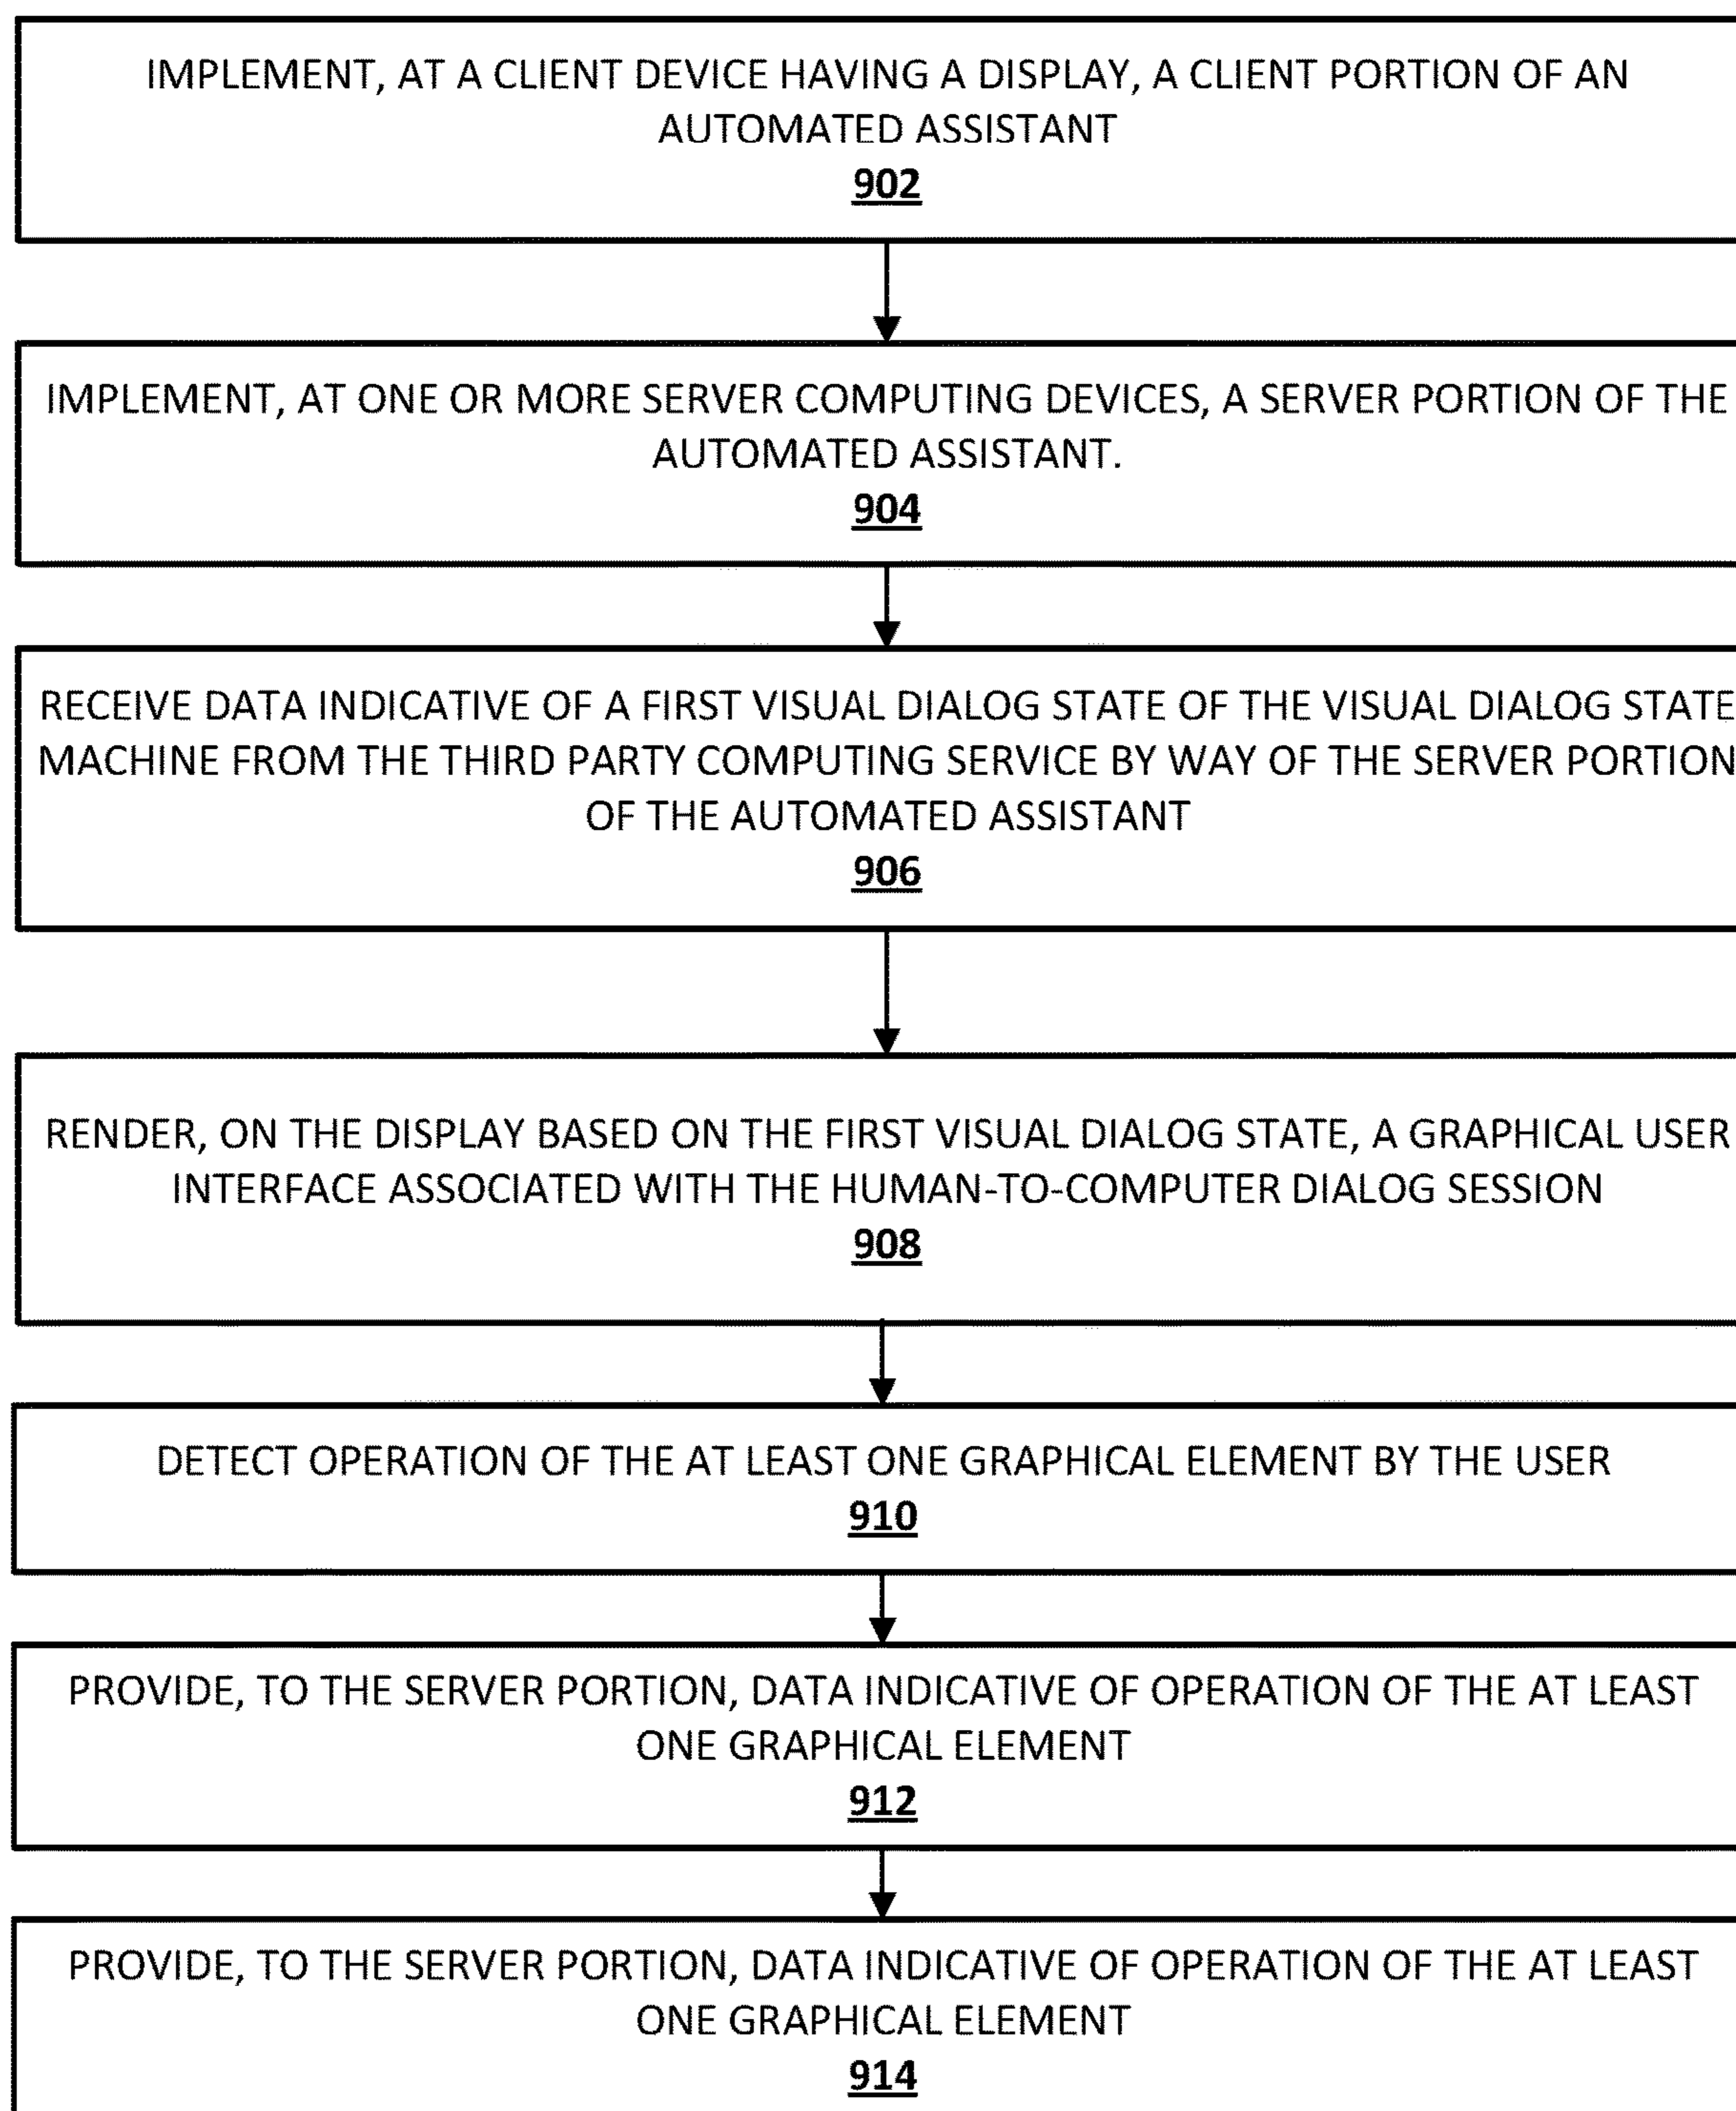 IMPLEMENT, AT A CLIENT DEVICE HAVING A DISPLAY, A CLIENT PORTION OF AN
AUTOMATED ASSISTANT
902
IMPLEMENT, AT ONE OR MORE SERVER COMPUTING DEVICES, A SERVER PORTION OF THE
AUTOMATED ASSISTANT.
904
RECEIVE DATA INDICATIVE OF A FIRST VISUAL DIALOG STATE OF THE VISUAL DIALOG STATE
MACHINE FROM THE THIRD PARTY COMPUTING SERVICE BY WAY OF THE SERVER PORTION
OF THE AUTOMATED ASSISTANT
906
RENDER, ON THE DISPLAY BASED ON THE FIRST VISUAL DIALOG STATE, A GRAPHICAL USER
INTERFACE ASSOCIATED WITH THE HUMAN-TO-COMPUTER DIALOG SESSION
908
DETECT OPERATION OF THE AT LEAST ONE GRAPHICAL ELEMENT BY THE USER
910
PROVIDE, TO THE SERVER PORTION, DATA INDICATIVE OF OPERATION OF THE AT LEAST
ONE GRAPHICAL ELEMENT
912
PROVIDE, TO THE SERVER PORTION, DATA INDICATIVE OF OPERATION OF THE AT LEAST
ONE GRAPHICAL ELEMENT
914